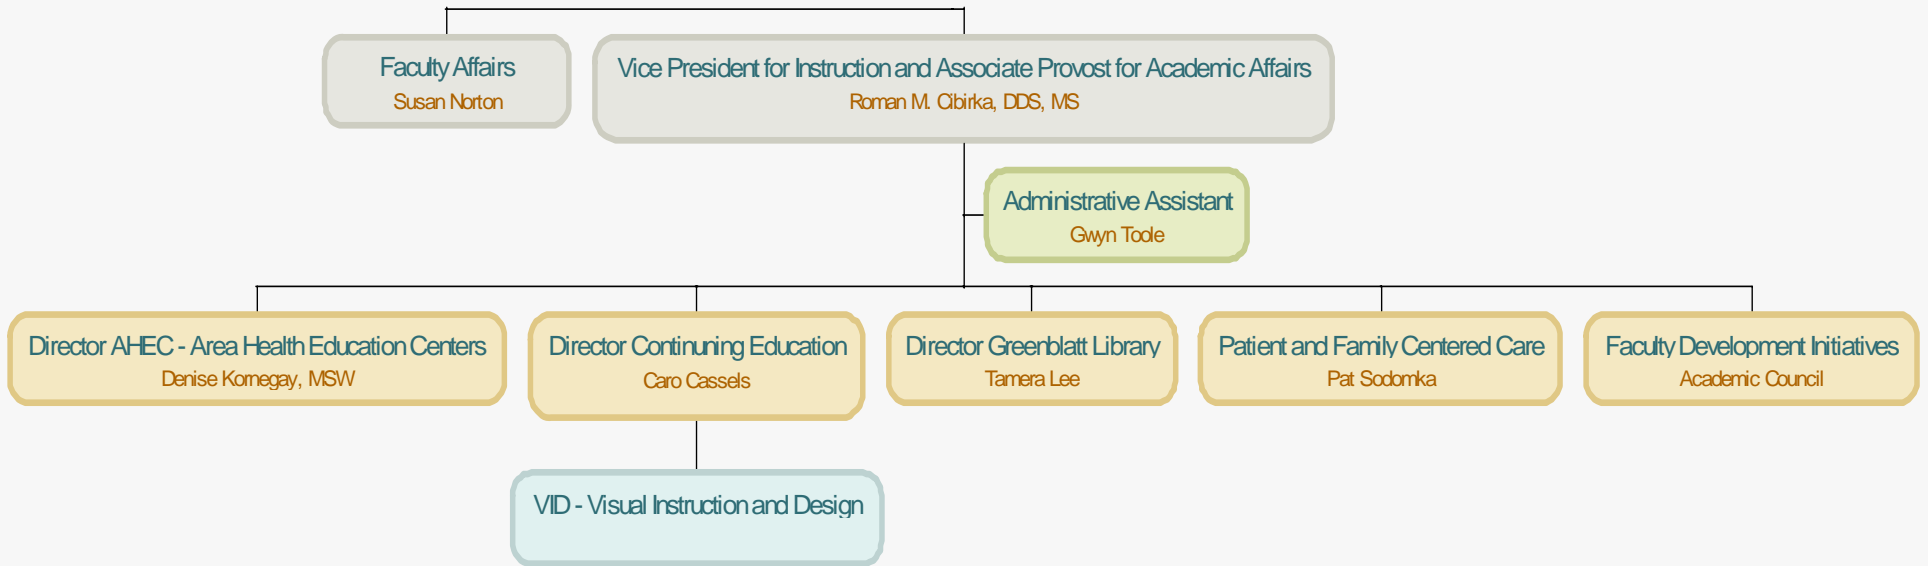 Faculty Affairs
Susan Norton
Vice President for Instruction and Associate Provost for Academic Affairs
Roman M. Cibirka, DDS, MS
Administrative Assistant
Gwyn Toole
Director AHEC - Area Health Education Centers
Denise Kornegay, MSW
Director Continuning Education
Caro Cassels
Director Greenblatt Library
Tamera Lee
Patient and Family Centered Care
Pat Sodomka
Faculty Development Initiatives
Academic Council
VID - Visual Instruction and Design